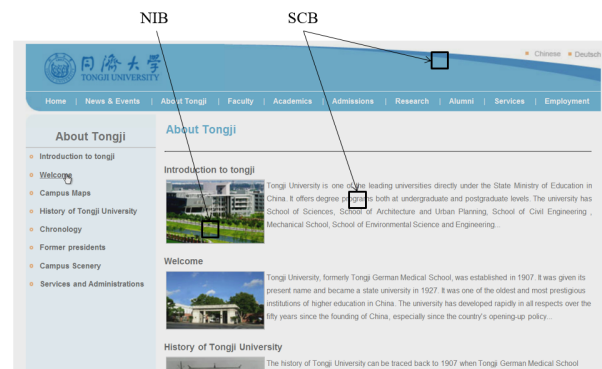 NIB SCB
Chinese Deutsch
同济大学
TONGJI UNIVERSITY
Home | News & Events | About Tongji | Faculty | Academics | Admissions | Research | Alumni | Services | Employment
About Tongji
Introduction to tongji
Welcome
Campus Maps
History of Tongji University
Chronology
Former presidents
Campus Scenery
Services and Administrations
About Tongji
Introduction to tongji
Tongji University is one of the leading universities directly under the State Ministry of Education in
China. It offers degree programs both at undergraduate and postgraduate levels. The university has
School of Sciences, School of Architecture and Urban Planning, School of Civil Engineering ,
Mechanical School, School of Environmental Science and Engineering...
Welcome
Tongji University, formerly Tongji German Medical School, was established in 1907. It was given its
present name and became a state university in 1927. It was one of the oldest and most prestigious
institutions of higher education in China. The university has developed rapidly in all respects over the
fifty years since the founding of China, especially since the country's opening-up policy...
History of Tongji University
The history of Tongji University can be traced back to 1907 when Tongji German Medical School